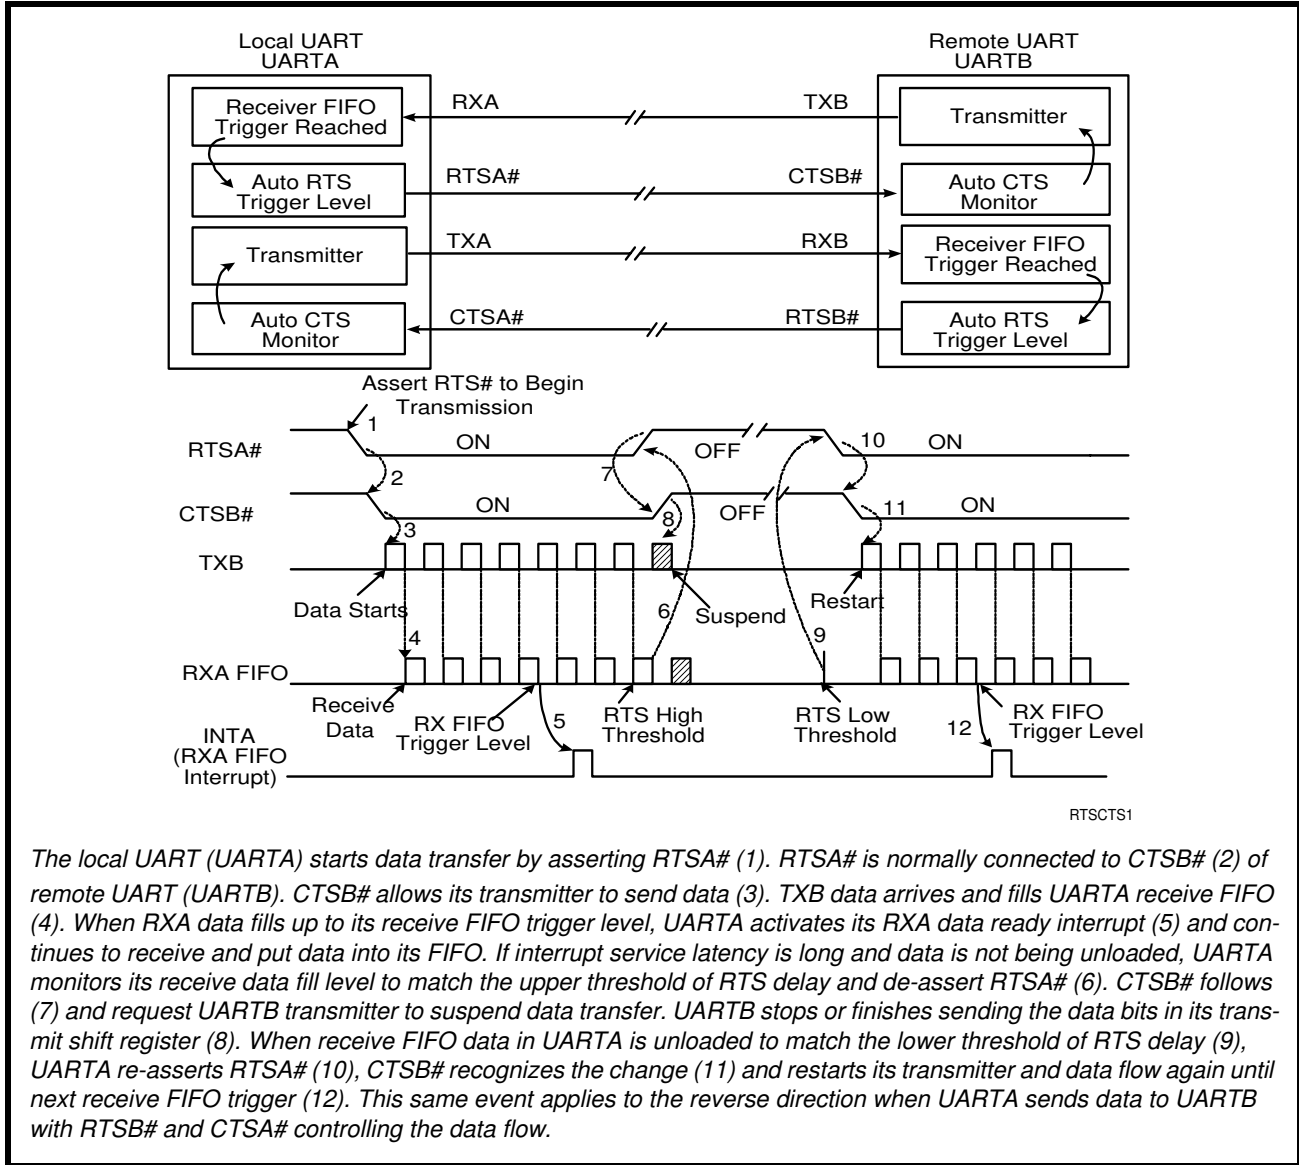 Local UART
UARTA
Remote UART
UARTB
Receiver FIFO
Trigger Reached
RXA
TXB
Transmitter
Auto RTS
Trigger Level
RTSA#
CTSB#
Auto CTS
Monitor
Transmitter
TXA
RXB
Receiver FIFO
Trigger Reached
Auto CTS
Monitor
CTSA#
RTSB#
Auto RTS
Trigger Level
Assert RTS# to Begin
Transmission
1
RTSA#
ON
OFF
10
ON
2
7
CTSB#
ON
8
OFF
11
ON
3
TXB
Data Starts
6
Suspend
Restart
4
9
RXA FIFO
Receive
Data
RX FIFO
Trigger Level
5
RTS High
Threshold
RTS Low
Threshold
12
RX FIFO
Trigger Level
INTA
(RXA FIFO
Interrupt)
RTSCTS1
The local UART (UARTA) starts data transfer by asserting RTSA# (1). RTSA# is normally connected to CTSB# (2) of
remote UART (UARTB). CTSB# allows its transmitter to send data (3). TXB data arrives and fills UARTA receive FIFO
(4). When RXA data fills up to its receive FIFO trigger level, UARTA activates its RXA data ready interrupt (5) and con-
tinues to receive and put data into its FIFO. If interrupt service latency is long and data is not being unloaded, UARTA
monitors its receive data fill level to match the upper threshold of RTS delay and de-assert RTSA# (6). CTSB# follows
(7) and request UARTB transmitter to suspend data transfer. UARTB stops or finishes sending the data bits in its trans-
mit shift register (8). When receive FIFO data in UARTA is unloaded to match the lower threshold of RTS delay (9),
UARTA re-asserts RTSA# (10), CTSB# recognizes the change (11) and restarts its transmitter and data flow again until
next receive FIFO trigger (12). This same event applies to the reverse direction when UARTA sends data to UARTB
with RTSB# and CTSA# controlling the data flow.